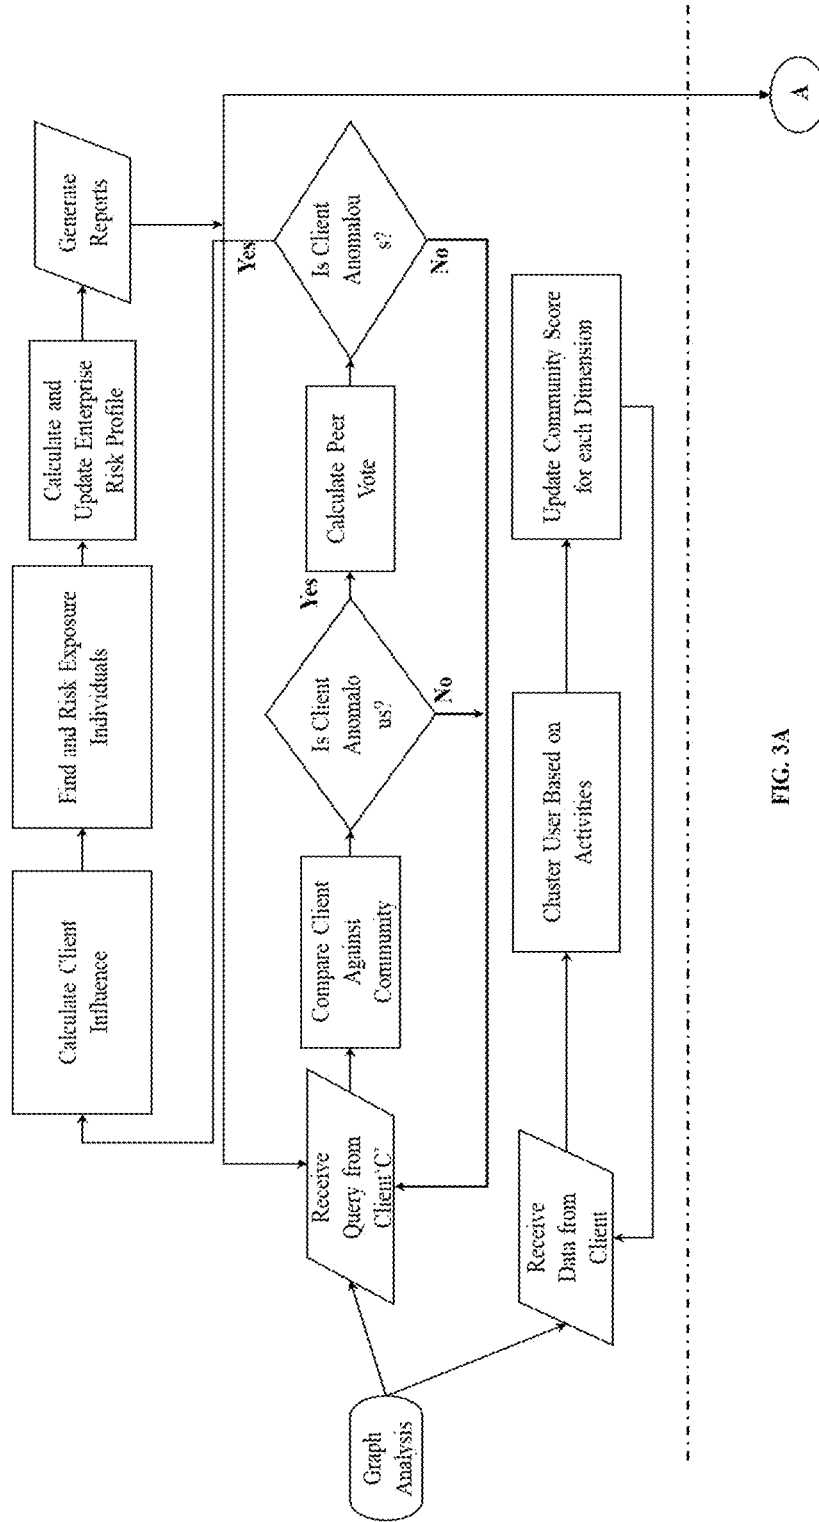 Calculate Client
Influence
Find and Risk Exposure
Individuals
Calculate and
Update Enterprise
Risk Profile
Generate
Reports
Graph
Analysis
Receive
Query from
Client'C'
Compare Client
Against
Community
Is Client
Anomalo
us?
Yes
No
Calculate Peer
Vote
Is Client
Anomalou
s?
Yes
No
Receive
Data from
Client
Cluster User Based on
Activities
Update Community Score
for each Dimension
A
FIG. 3A